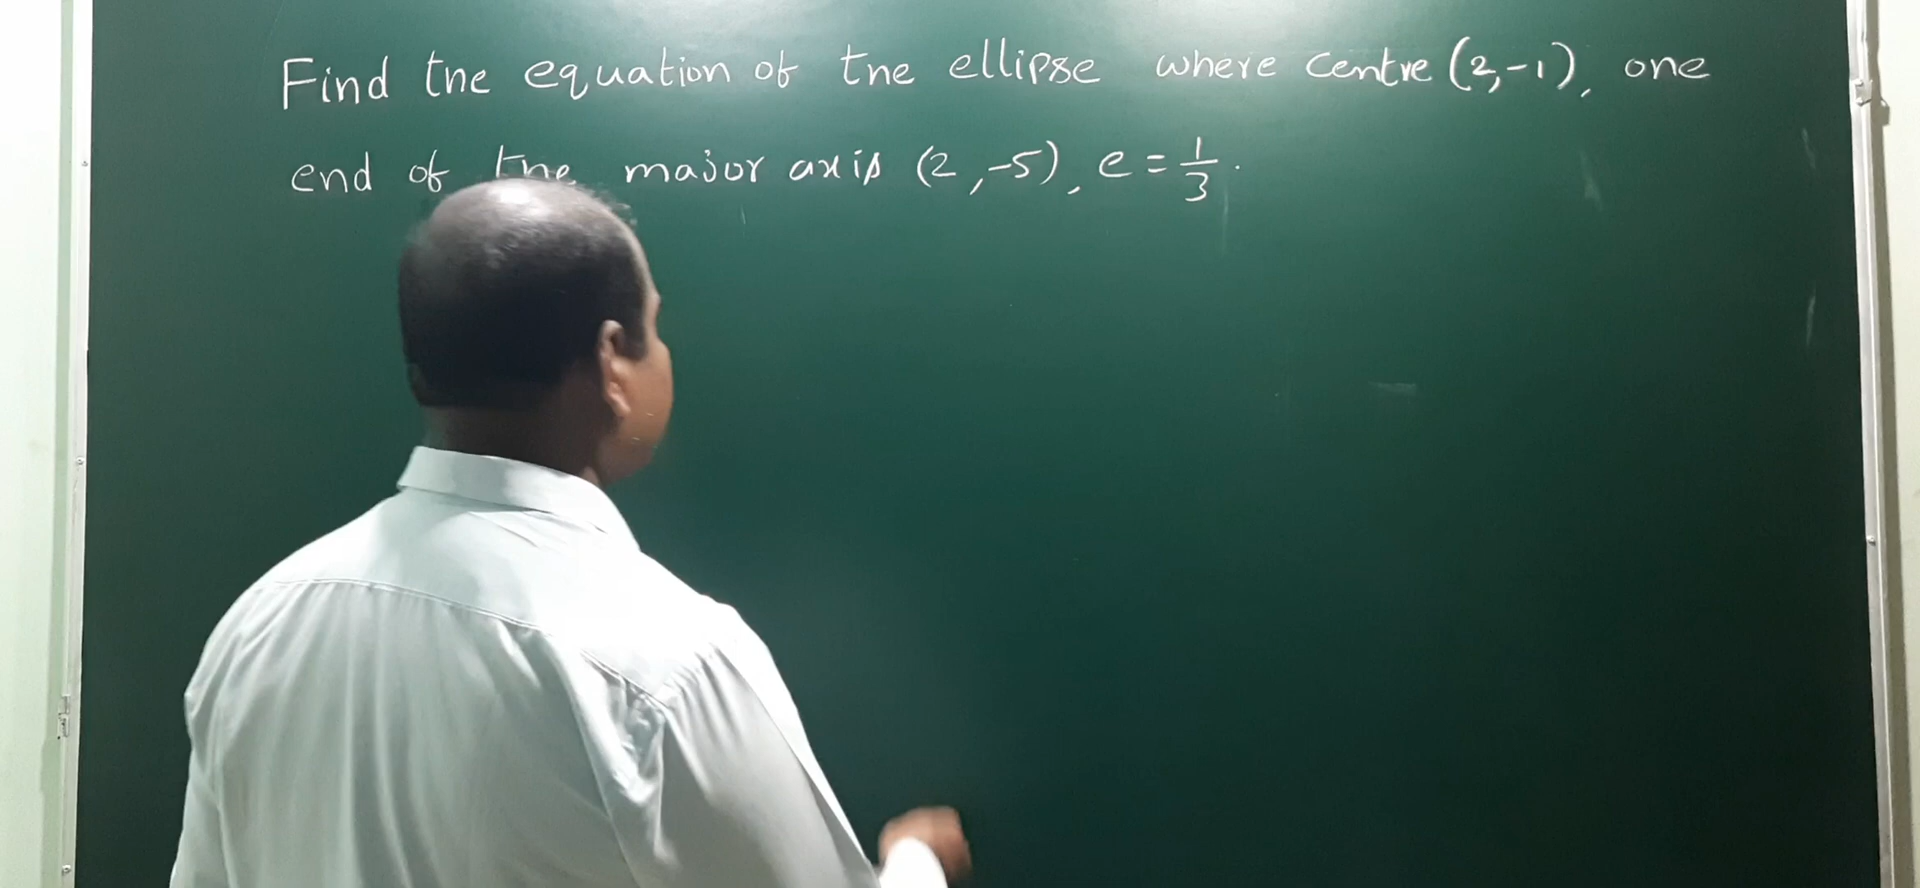 Find the equation of the ellipse where centre (2,-1), one
end of the major axis (2,-5), e = 1/3.